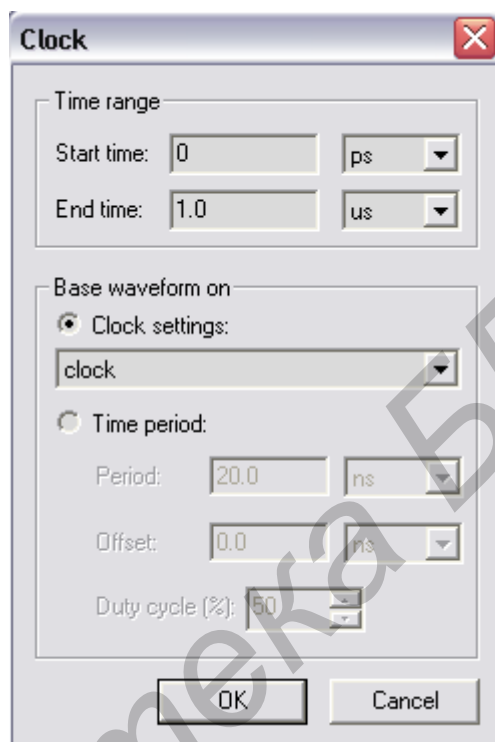 Clock
Time range
Start time: 0 ps
End time: 1.0 us
Base waveform on
Clock settings:
clock
Time period:
Period: 20.0 ns
Offset: 0.0 ns
Duty cycle (%): 50
OK Cancel